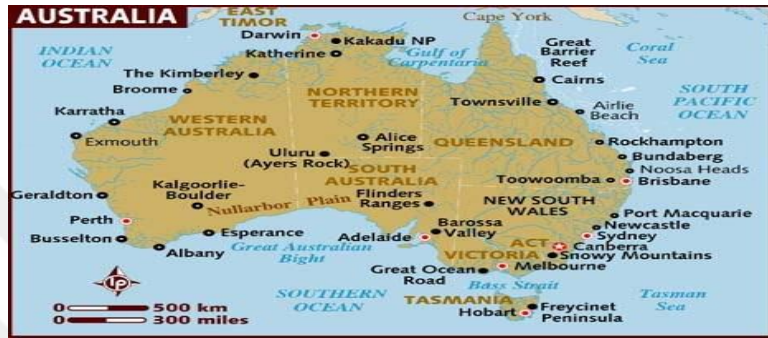 AUSTRALIA
EAST
TIMOR
Cape York
Darwin
Kakadu NP
INDIAN
OCEAN
Katherine
Gulf of
Carpentaria
Great
Barrier
Reef
Coral
Sea
The Kimberley
Broome
Cairns
NORTHERN
TERRITORY
Townsville
SOUTH
PACIFIC
OCEAN
Karratha
WESTERN
AUSTRALIA
Airlie
Beach
Exmouth
Alice
Springs
QUEENSLAND
Rockhampton
Uluru
(Ayers Rock)
Bundaberg
SOUTH
AUSTRALIA
Noosa Heads
Toowoomba
Brisbane
Geraldton
Kalgoorlie-
Boulder
Flinders
Ranges
NEW SOUTH
WALES
Nullarbor Plain
Perth
Port Macquarie
Barossa
Valley
Newcastle
Busselton
Esperance
Adelaide
Sydney
Albany
Great Australian
Bight
ACT
Canberra
VICTORIA
Snowy Mountains
Great Ocean
Road
Melbourne
Bass Strait
SOUTHERN
OCEAN
TASMANIA
Tasman
Sea
Hobart
Freycinet
Peninsula
lp
0 500 km
0 300 miles